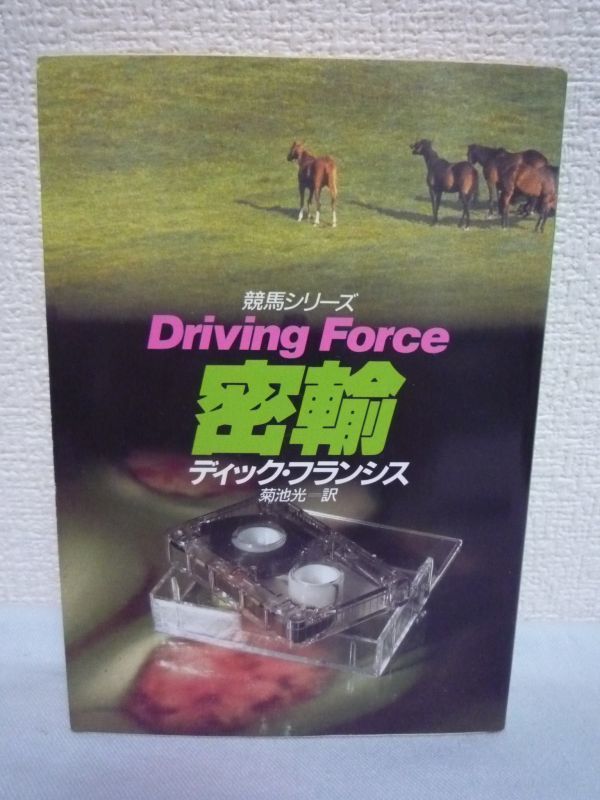 競馬シリーズ
Driving Force
密輸
ディック・フランシス
菊池光―訳